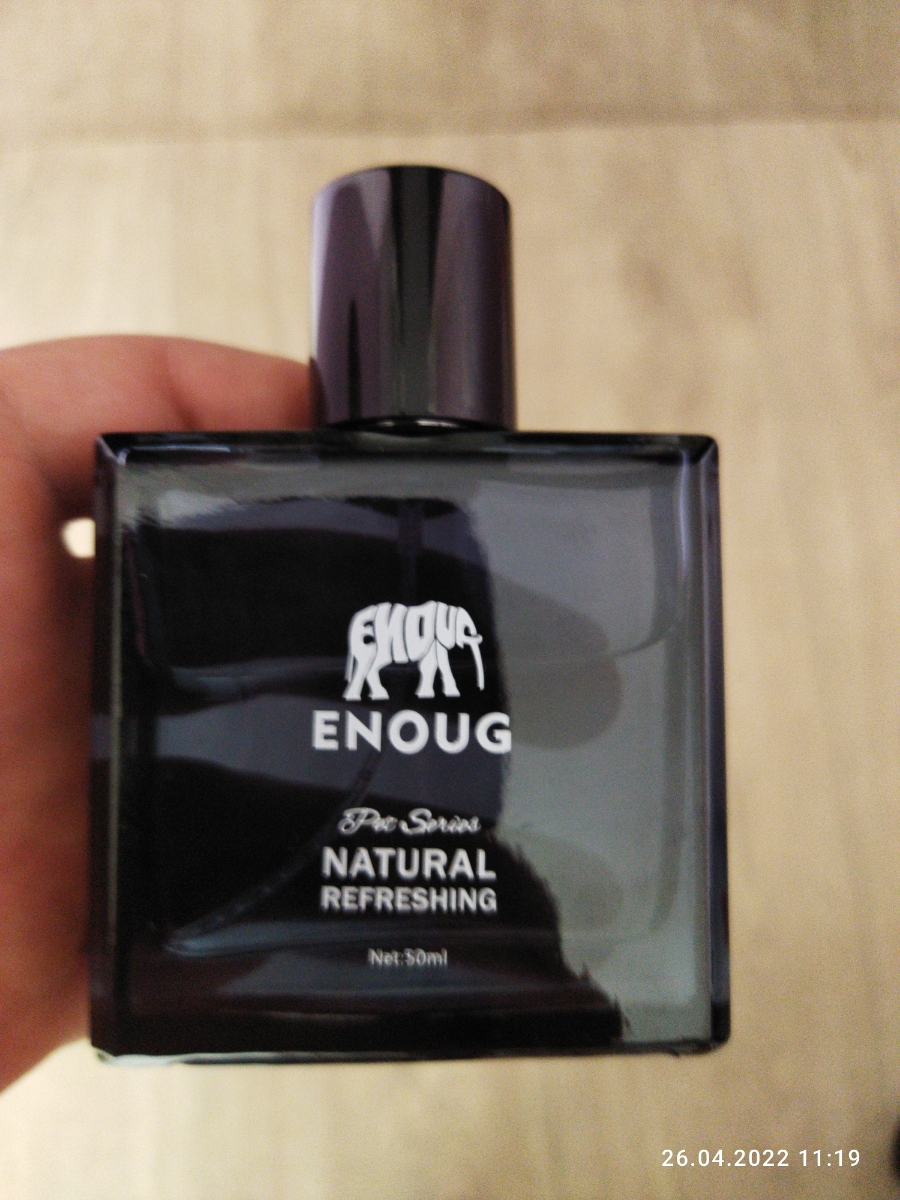 ENOUG
ENOUG
Pet Series
NATURAL
REFRESHING
Net:50ml
26.04.2022 11:19